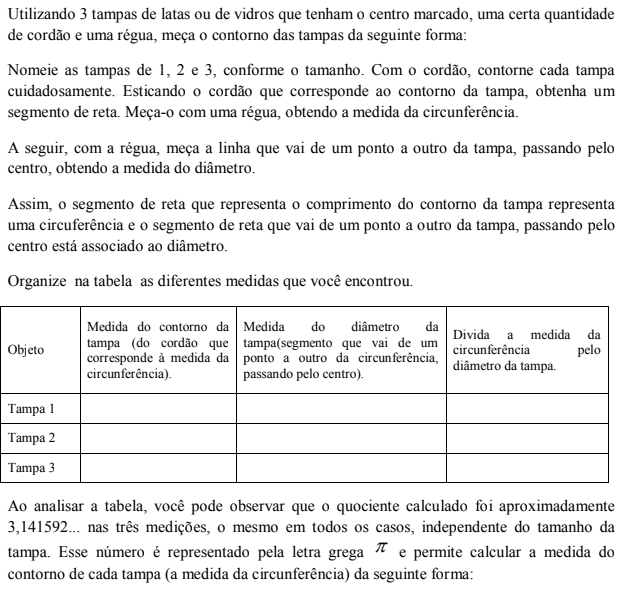 Utilizando 3 tampas de latas ou de vidros que tenham o centro marcado, uma certa quantidade
de cordão e uma régua, meça o contorno das tampas da seguinte forma:
Nomeie as tampas de 1, 2 e 3, conforme o tamanho. Com o cordão, contorne cada tampa
cuidadosamente. Esticando o cordão que corresponde ao contorno da tampa, obtenha um
segmento de reta. Meça-o com uma régua, obtendo a medida da circunferência.
A seguir, com a régua, meça a linha que vai de um ponto a outro da tampa, passando pelo
centro, obtendo a medida do diâmetro.
Assim, o segmento de reta que representa o comprimento do contorno da tampa representa
uma circuferência e o segmento de reta que vai de um ponto a outro da tampa, passando pelo
centro está associado ao diâmetro.
Organize na tabela as diferentes medidas que você encontrou.
Objeto
Medida do contorno da
tampa (do cordão que
corresponde à medida da
circunferência).
Medida do diâmetro da
tampa(segmento que vai de um
ponto a outro da circunferência,
passando pelo centro).
Divida a medida da
circunferência pelo
diâmetro da tampa.
Tampa 1
Tampa 2
Tampa 3
Ao analisar a tabela, você pode observar que o quociente calculado foi aproximadamente
3,141592... nas três medições, o mesmo em todos os casos, independente do tamanho da
tampa. Esse número é representado pela letra grega π e permite calcular a medida do
contorno de cada tampa (a medida da circunferência) da seguinte forma: